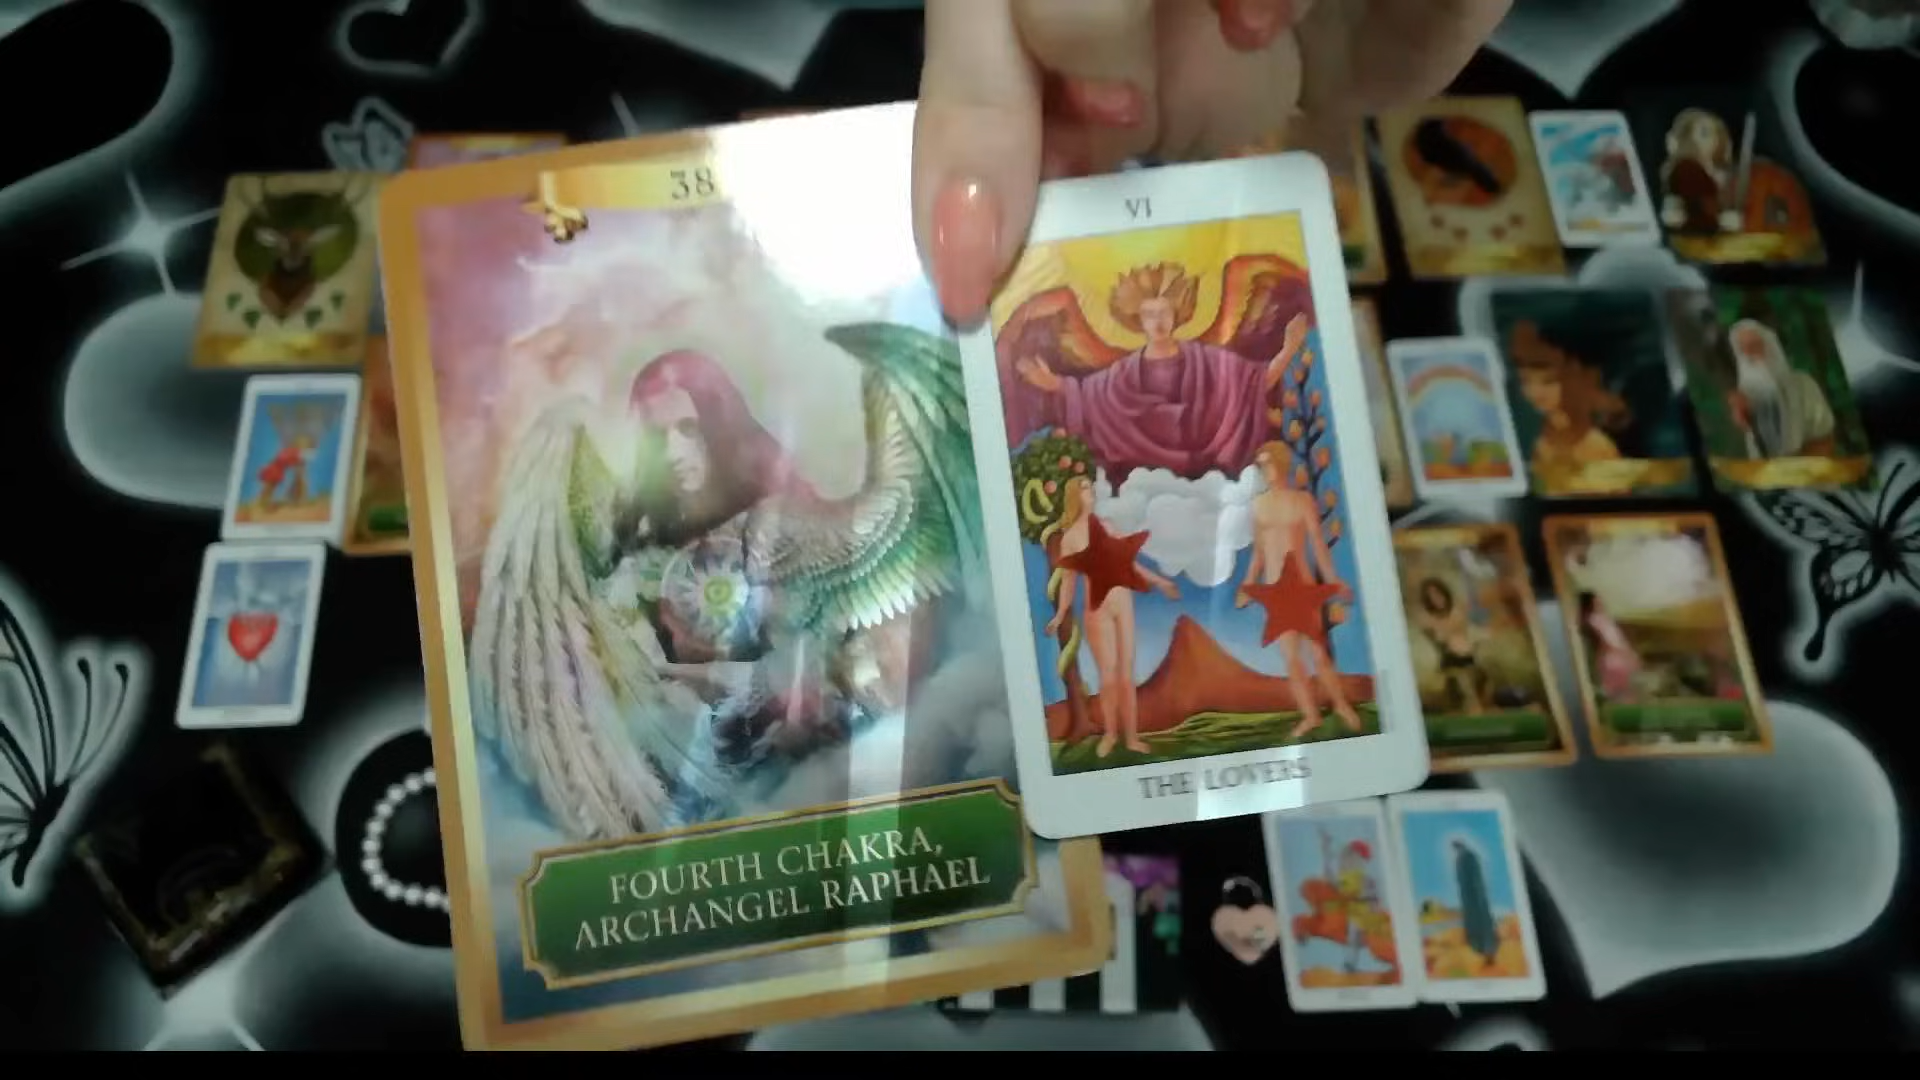 38
FOURTH CHAKRA,
ARCHANGEL RAPHAEL
VI
THE LOVERS